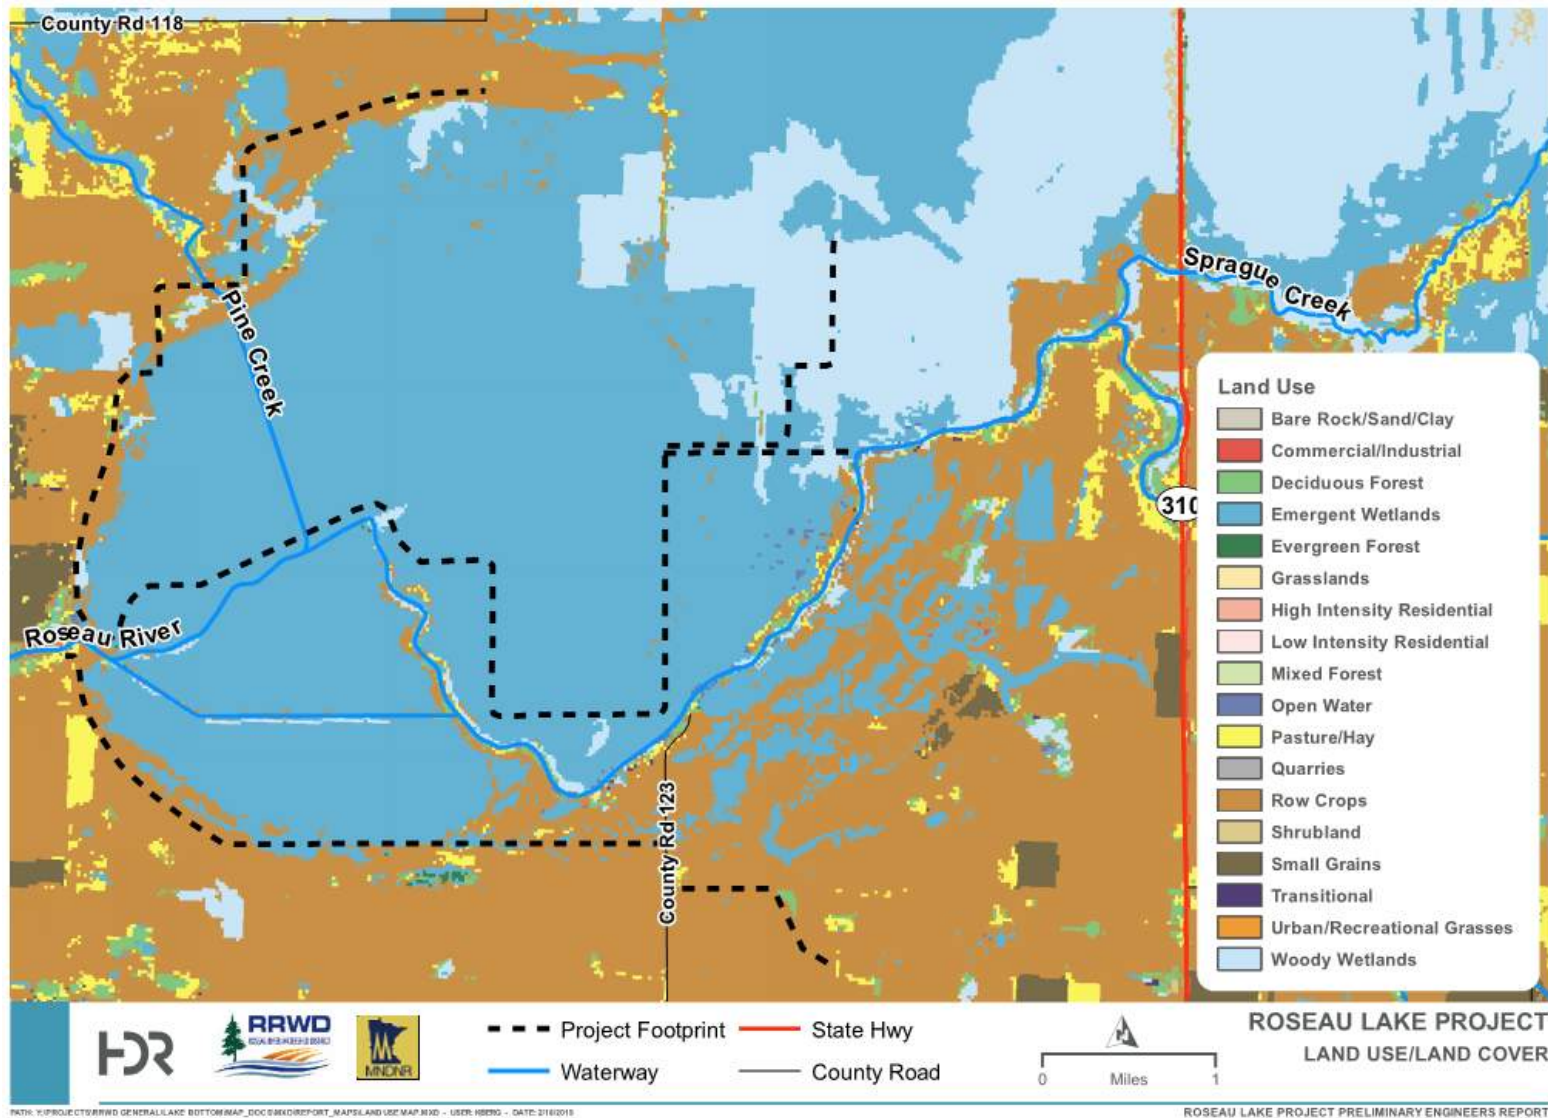 County Rd 118
Sprague Creek
Pine Creek
310
Roseau River
County Rd 123
Land Use
Bare Rock/Sand/Clay
Commercial/Industrial
Deciduous Forest
Emergent Wetlands
Evergreen Forest
Grasslands
High Intensity Residential
Low Intensity Residential
Mixed Forest
Open Water
Pasture/Hay
Quarries
Row Crops
Shrubland
Small Grains
Transitional
Urban/Recreational Grasses
Woody Wetlands
HDR
RRWD
MNDNR
Project Footprint
State Hwy
Waterway
County Road
0 Miles 1
ROSEAU LAKE PROJECT
LAND USE/LAND COVER
ROSEAU LAKE PROJECT PRELIMINARY ENGINEERS REPORT